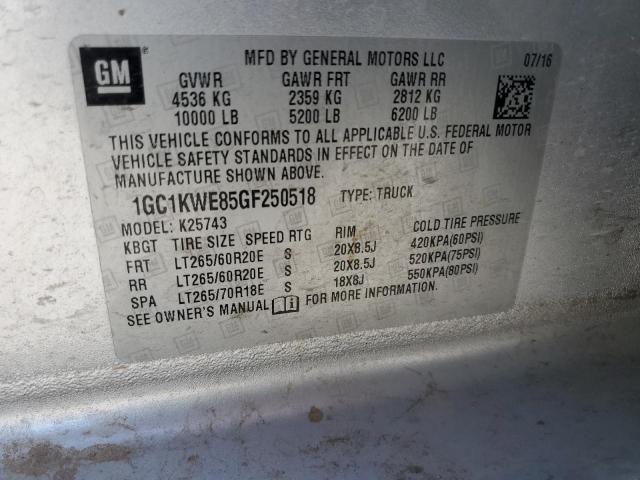 GM
MFD BY GENERAL MOTORS LLC 07/16
GVWR GAWR FRT GAWR RR
4536 KG 2359 KG 2812 KG
10000 LB 5200 LB 6200 LB
THIS VEHICLE CONFORMS TO ALL APPLICABLE U.S. FEDERAL MOTOR
VEHICLE SAFETY STANDARDS IN EFFECT ON THE DATE OF
MANUFACTURE SHOWN ABOVE.
1GC1KWE85GF250518 TYPE: TRUCK
MODEL: K25743
KBGT TIRE SIZE SPEED RTG RIM COLD TIRE PRESSURE
FRT LT265/60R20E S 20X8.5J 420KPA(60PSI)
RR LT265/60R20E S 20X8.5J 520KPA(75PSI)
SPA LT265/70R18E S 18X8J 550KPA(80PSI)
SEE OWNER'S MANUAL i FOR MORE INFORMATION.